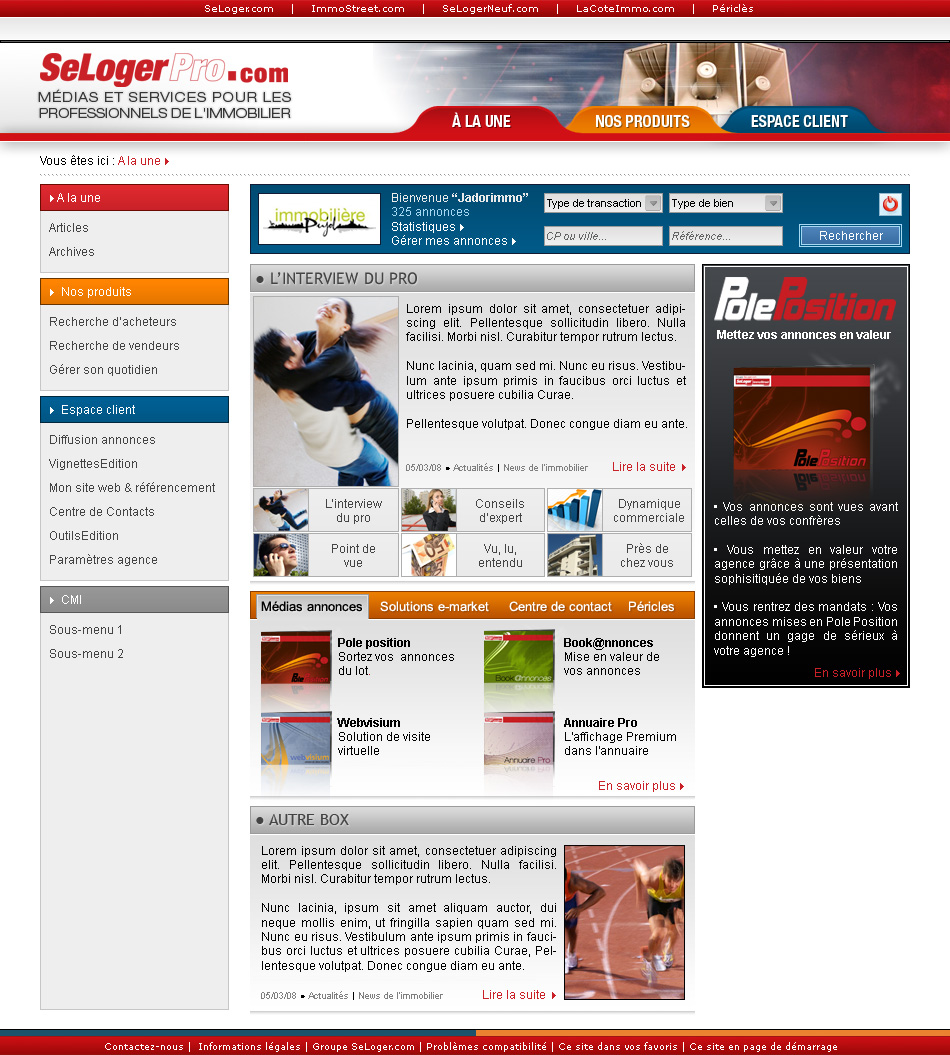 SeLoger.com | ImmoStreet.com | SeLogerNeuf.com | LaCoteImmo.com | Périclès
SeLogerPro.com
MÉDIAS ET SERVICES POUR LES
PROFESSIONNELS DE L'IMMOBILIER
À LA UNE
NOS PRODUITS
ESPACE CLIENT
Vous êtes ici : A la une
A la une
Articles
Archives
Nos produits
Recherche d'acheteurs
Recherche de vendeurs
Gérer son quotidien
Espace client
Diffusion annonces
VignettesEdition
Mon site web & référencement
Centre de Contacts
OutilsEdition
Paramètres agence
CMI
Sous-menu 1
Sous-menu 2
immobilière
Pujol
Bienvenue “Jadorimmo”
325 annonces
Statistiques
Gérer mes annonces
Type de transaction
Type de bien
CP ou ville...
Référence...
Rechercher
• L'INTERVIEW DU PRO
Lorem ipsum dolor sit amet, consectetuer adipi-
scing elit. Pellentesque sollicitudin libero. Nulla
facilisi. Morbi nisl. Curabitur tempor rutrum lectus.
Nunc lacinia, quam sed mi. Nunc eu risus. Vestibu-
lum ante ipsum primis in faucibus orci luctus et
ultrices posuere cubilia Curae.
Pellentesque volutpat. Donec congue diam eu ante.
05/03/08 • Actualités | News de l'immobilier
Lire la suite
L'interview
du pro
Conseils
d'expert
Dynamique
commerciale
Point de
vue
Vu, lu,
entendu
Près de
chez vous
Médias annonces
Solutions e-market
Centre de contact
Péricles
Pole
Pole position
Sortez vos annonces
du lot.
Book@nnonces
Book@nnonces
Mise en valeur de
vos annonces
webvisium
Webvisium
Solution de visite
virtuelle
Annuaire Pro
Annuaire Pro
L'affichage Premium
dans l'annuaire
En savoir plus
• AUTRE BOX
Lorem ipsum dolor sit amet, consectetuer adipiscing
elit. Pellentesque sollicitudin libero. Nulla facilisi.
Morbi nisl. Curabitur tempor rutrum lectus.
Nunc lacinia, ipsum sit amet aliquam auctor, dui
neque mollis enim, ut fringilla sapien quam sed mi.
Nunc eu risus. Vestibulum ante ipsum primis in fauci-
bus orci luctus et ultrices posuere cubilia Curae, Pel-
lentesque volutpat. Donec congue diam eu ante.
05/03/08 • Actualités | News de l'immobilier
Lire la suite
PolePosition
Mettez vos annonces en valeur
PolePosition
• Vos annonces sont vues avant
celles de vos confrères
• Vous mettez en valeur votre
agence grâce à une présentation
sophisitiquée de vos biens
• Vous rentrez des mandats : Vos
annonces mises en Pole Position
donnent un gage de sérieux à
votre agence !
En savoir plus
Contactez-nous | Informations légales | Groupe SeLoger.com | Problèmes compatibilité | Ce site dans vos favoris | Ce site en page de démarrage